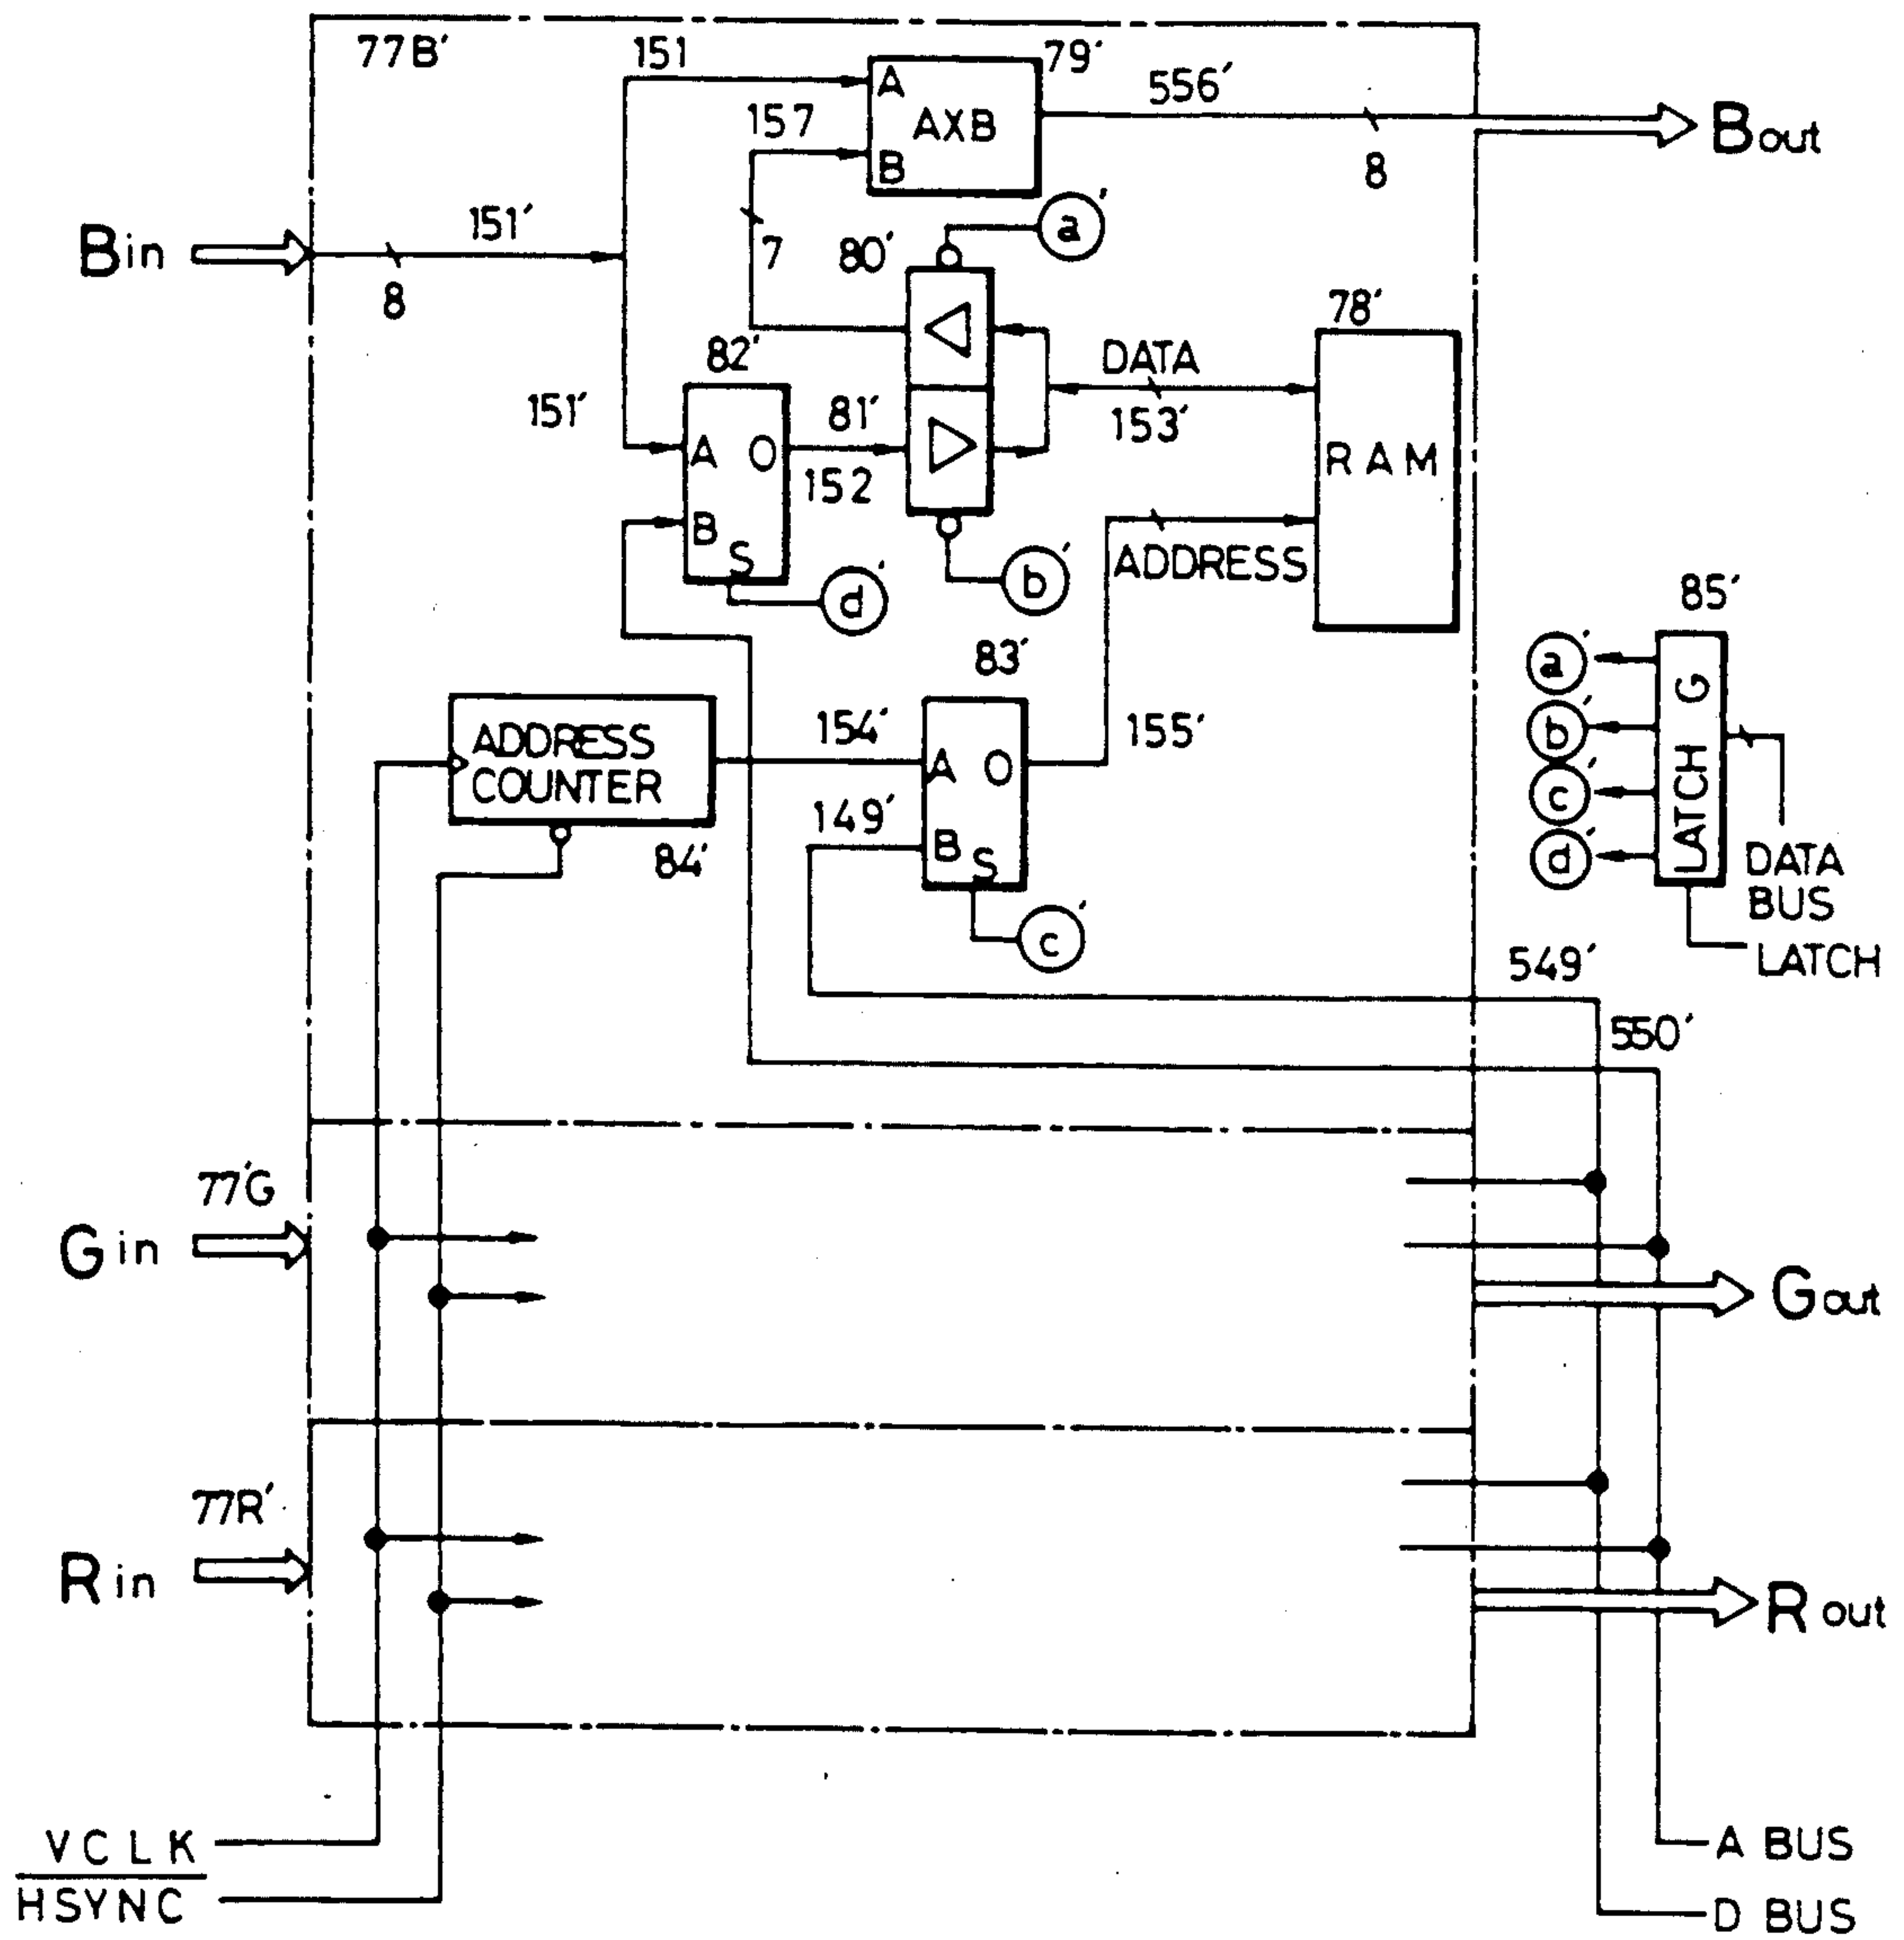 77B′
151
79′
A
AXB
B
556′
8
Bout
157
7
Bin
151′
8
80′
a′
78′
RAM
DATA
153′
82′
151′
A O
B
S
81′
152
d′
b′
ADDRESS
85′
a′
b′
c′
d′
LATCH G
DATA
BUS
LATCH
83′
ADDRESS
COUNTER
84′
154′
149′
A O
B
S
155′
c′
549′
550′
77′G
Gin
Gout
77R′
Rin
Rout
VCLK
HSYNC
A BUS
D BUS